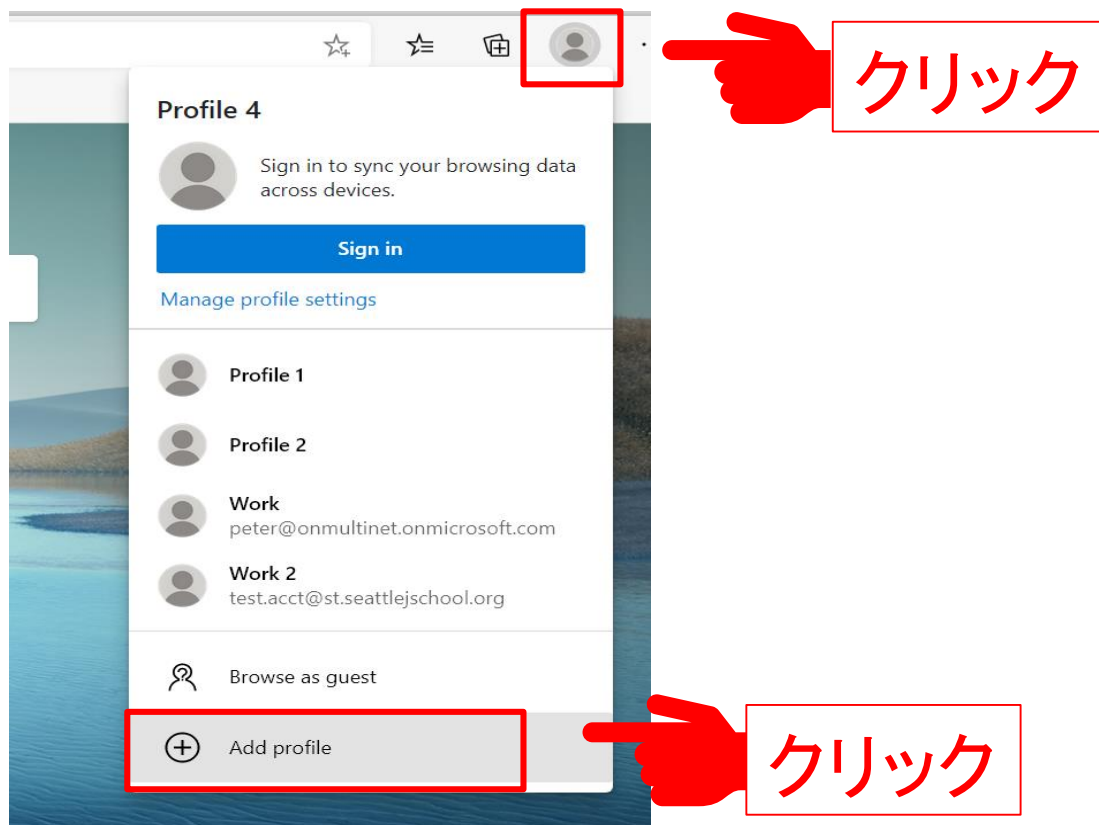 クリック
Profile 4
Sign in to sync your browsing data
across devices.
Sign in
Manage profile settings
Profile 1
Profile 2
Work
peter@onmultinet.onmicrosoft.com
Work 2
test.acct@st.seattlejschool.org
Browse as guest
Add profile
クリック